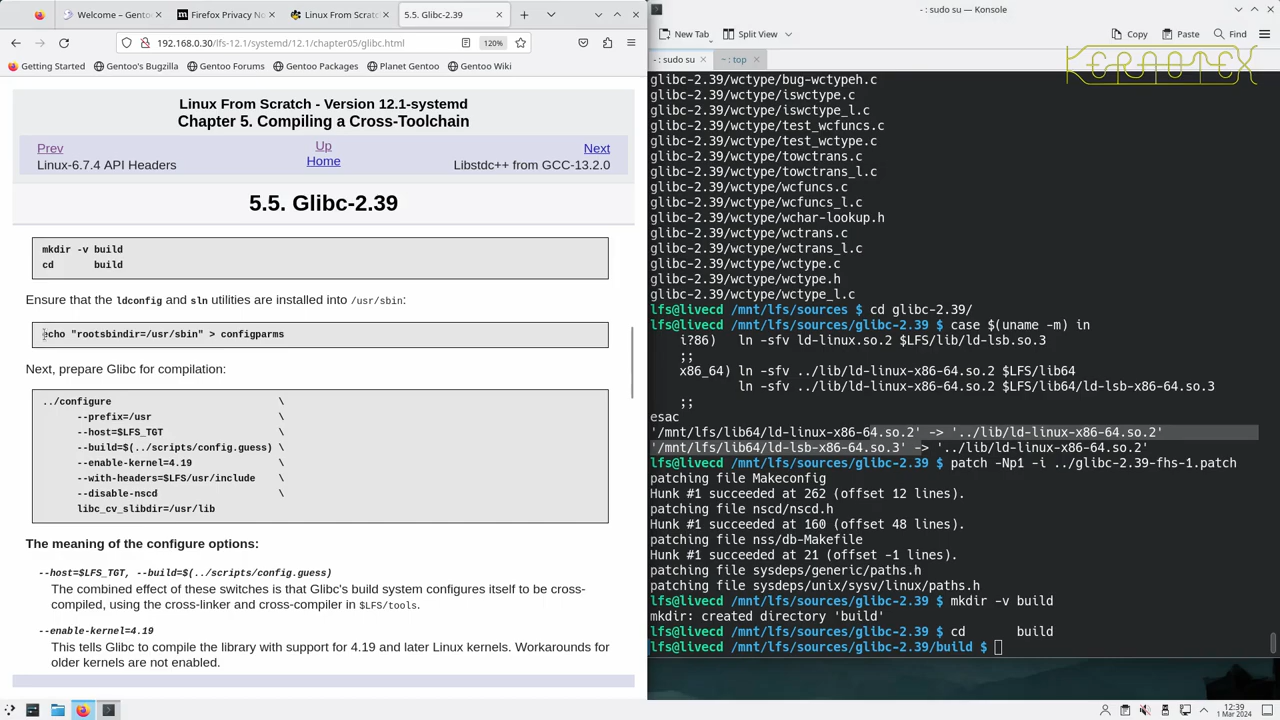 Welcome – Gento
Firefox Privacy No
Linux From Scratc
5.5. Glibc-2.39
192.168.0.30/lfs-12.1/systemd/12.1/chapter05/glibc.html
120%
Getting Started
Gentoo's Bugzilla
Gentoo Forums
Gentoo Packages
Planet Gentoo
Gentoo Wiki
Linux From Scratch - Version 12.1-systemd
Chapter 5. Compiling a Cross-Toolchain
Prev
Up
Next
Linux-6.7.4 API Headers
Home
Libstdc++ from GCC-13.2.0
5.5. Glibc-2.39
mkdir -v build
cd       build
Ensure that the ldconfig and sln utilities are installed into /usr/sbin:
echo "rootsbindir=/usr/sbin" > configparms
Next, prepare Glibc for compilation:
../configure                             \
--prefix=/usr                      \
--host=$LFS_TGT                    \
--build=$(../scripts/config.guess) \
--enable-kernel=4.19               \
--with-headers=$LFS/usr/include    \
--disable-nscd                     \
libc_cv_slibdir=/usr/lib
The meaning of the configure options:
--host=$LFS_TGT, --build=$(../scripts/config.guess)
The combined effect of these switches is that Glibc's build system configures itself to be cross-
compiled, using the cross-linker and cross-compiler in $LFS/tools.
--enable-kernel=4.19
This tells Glibc to compile the library with support for 4.19 and later Linux kernels. Workarounds for
older kernels are not enabled.
- : sudo su — Konsole
New Tab
Split View
Copy
Paste
Find
- : sudo su
~ : top
KERNOTEX
glibc-2.39/wctype/bug-wctypeh.c
glibc-2.39/wctype/iswctype.c
glibc-2.39/wctype/iswctype_l.c
glibc-2.39/wctype/test_wcfuncs.c
glibc-2.39/wctype/test_wctype.c
glibc-2.39/wctype/towctrans.c
glibc-2.39/wctype/towctrans_l.c
glibc-2.39/wctype/wcfuncs.c
glibc-2.39/wctype/wcfuncs_l.c
glibc-2.39/wctype/wchar-lookup.h
glibc-2.39/wctype/wctrans.c
glibc-2.39/wctype/wctrans_l.c
glibc-2.39/wctype/wctype.c
glibc-2.39/wctype/wctype.h
glibc-2.39/wctype/wctype_l.c
lfs@livecd /mnt/lfs/sources $ cd glibc-2.39/
lfs@livecd /mnt/lfs/sources/glibc-2.39 $ case $(uname -m) in
i?86)   ln -sfv ld-linux.so.2 $LFS/lib/ld-lsb.so.3
;;
x86_64) ln -sfv ../lib/ld-linux-x86-64.so.2 $LFS/lib64
ln -sfv ../lib/ld-linux-x86-64.so.2 $LFS/lib64/ld-lsb-x86-64.so.3
;;
esac
'/mnt/lfs/lib64/ld-linux-x86-64.so.2' -> '../lib/ld-linux-x86-64.so.2'
'/mnt/lfs/lib64/ld-lsb-x86-64.so.3' -> '../lib/ld-linux-x86-64.so.2'
lfs@livecd /mnt/lfs/sources/glibc-2.39 $ patch -Np1 -i ../glibc-2.39-fhs-1.patch
patching file Makeconfig
Hunk #1 succeeded at 262 (offset 12 lines).
patching file nscd/nscd.h
Hunk #1 succeeded at 160 (offset 48 lines).
patching file nss/db-Makefile
Hunk #1 succeeded at 21 (offset -1 lines).
patching file sysdeps/generic/paths.h
patching file sysdeps/unix/sysv/linux/paths.h
lfs@livecd /mnt/lfs/sources/glibc-2.39 $ mkdir -v build
mkdir: created directory 'build'
lfs@livecd /mnt/lfs/sources/glibc-2.39 $ cd       build
lfs@livecd /mnt/lfs/sources/glibc-2.39/build $
12:39
1 Mar 2024